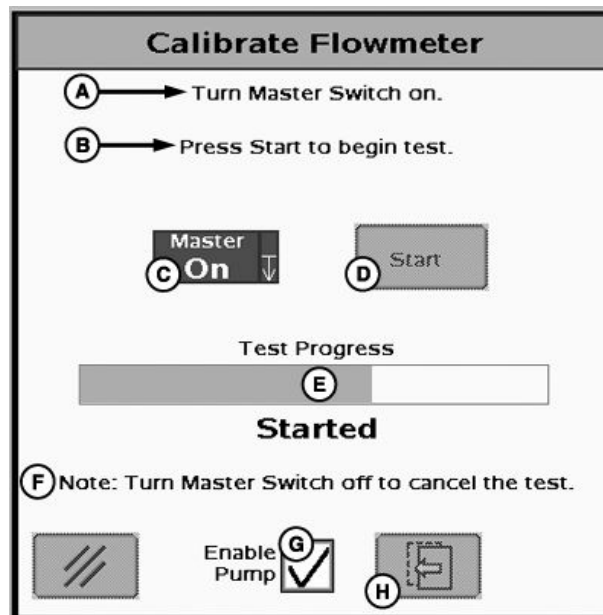 Calibrate Flowmeter
A Turn Master Switch on.
B Press Start to begin test.
Master
C On
D Start
Test Progress
E
Started
F Note: Turn Master Switch off to cancel the test.
G
Enable
Pump
H